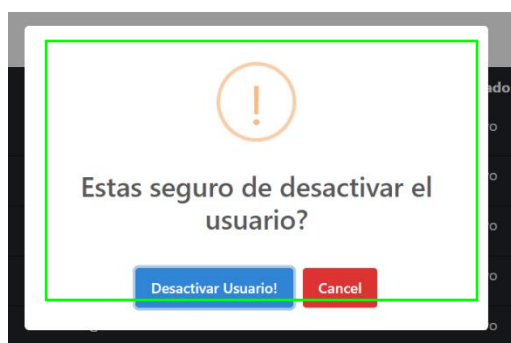 !
Estas seguro de desactivar el
usuario?
Desactivar Usuario!
Cancel